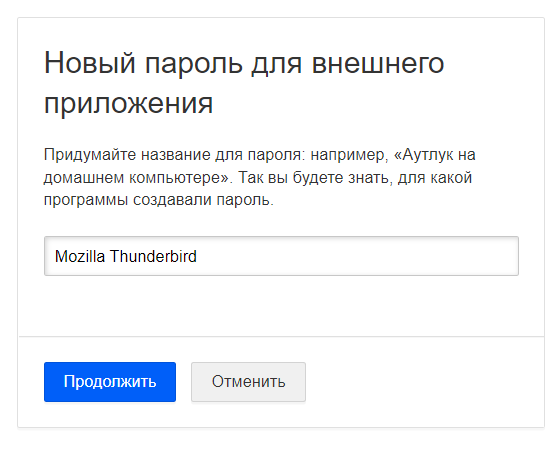 Новый пароль для внешнего
приложения
Придумайте название для пароля: например, «Аутлук на
домашнем компьютере». Так вы будете знать, для какой
программы создавали пароль.
Mozilla Thunderbird
Продолжить
Отменить